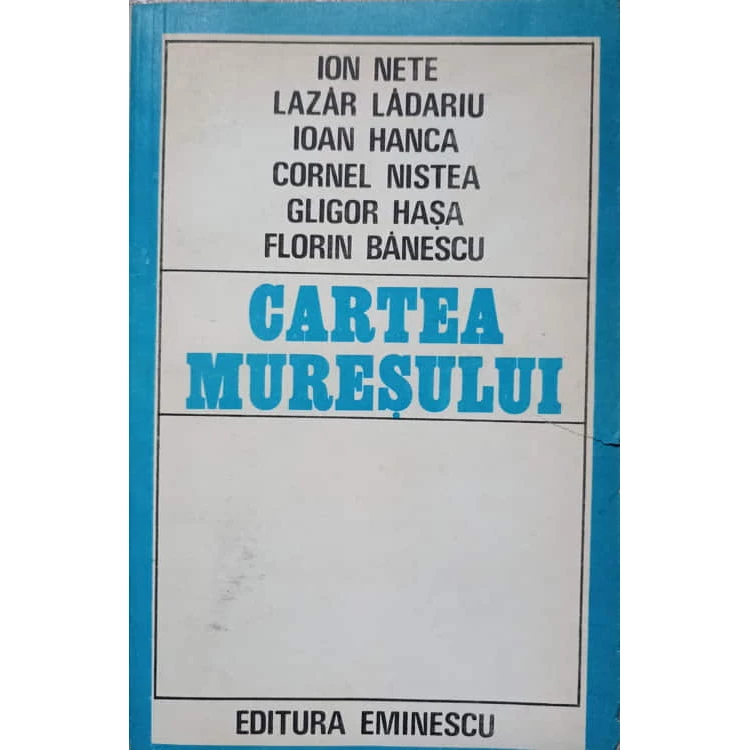 ION NETE
LAZĂR LĂDARIU
IOAN HANCA
CORNEL NISTEA
GLIGOR HAȘA
FLORIN BĂNESCU
CARTEA
MUREȘULUI
EDITURA EMINESCU